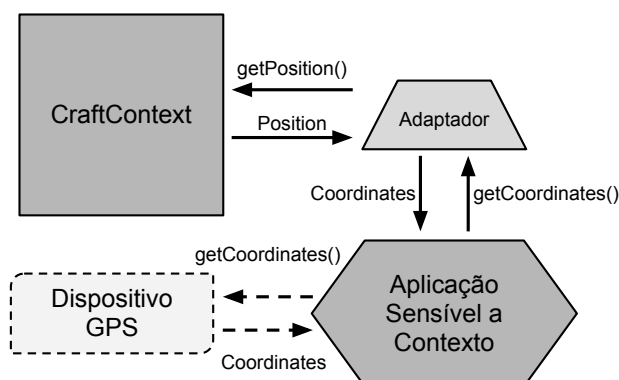 getPosition()
CraftContext
Adaptador
Position
Coordinates
getCoordinates()
getCoordinates()
Aplicação
Sensível a
Contexto
Dispositivo
GPS
Coordinates